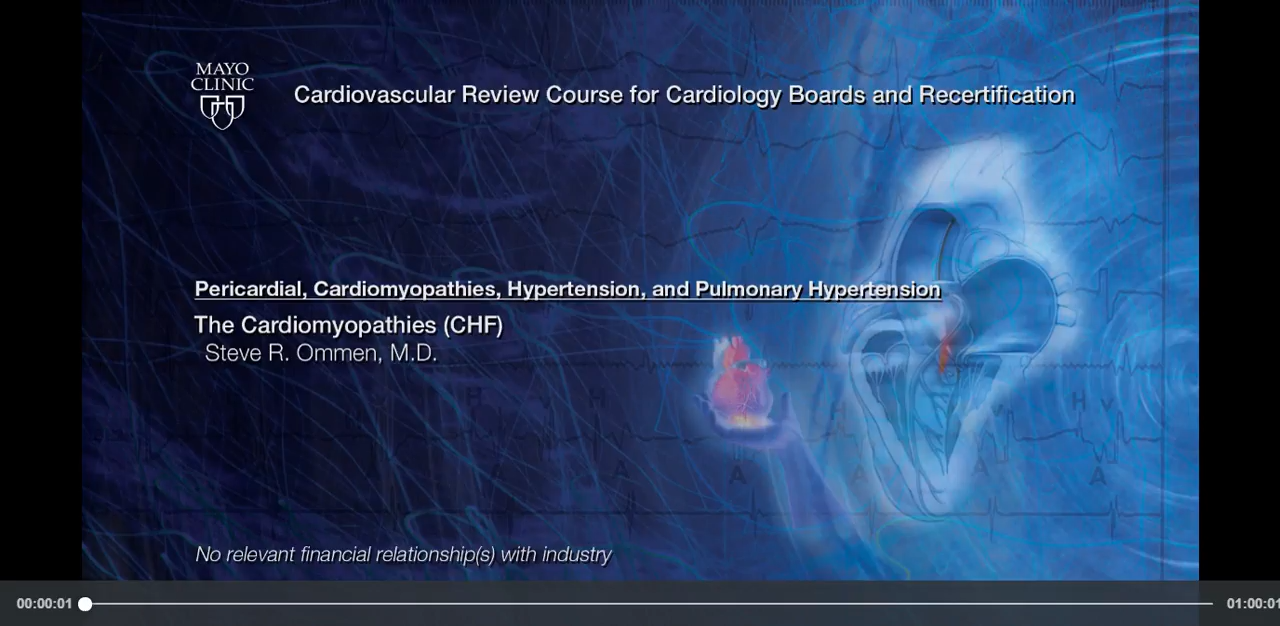 MAYO
CLINIC
Cardiovascular Review Course for Cardiology Boards and Recertification
Pericardial, Cardiomyopathies, Hypertension, and Pulmonary Hypertension
The Cardiomyopathies (CHF)
Steve R. Ommen, M.D.
H V
A
A
A
A
No relevant financial relationship(s) with industry
00:00:01
01:00:01